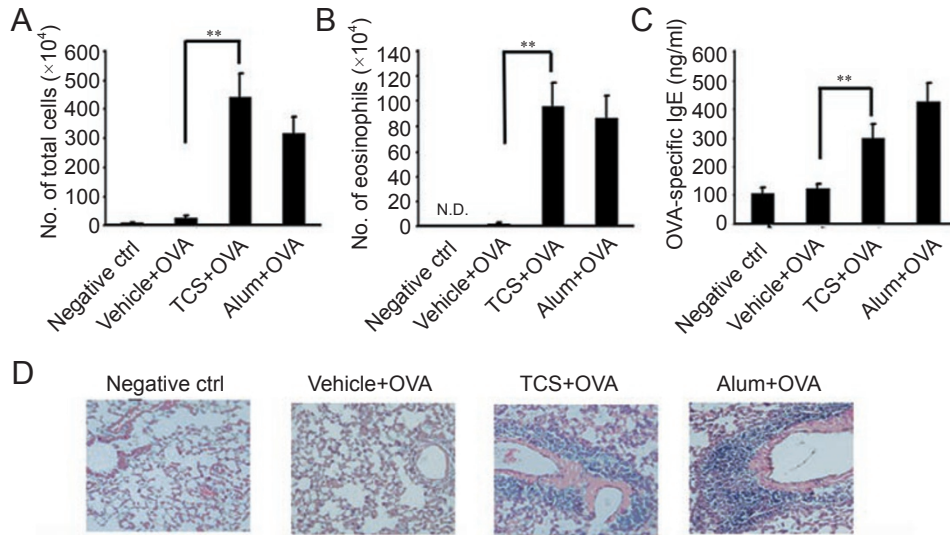 A
No. of total cells (×10⁴)
600
500
400
300
200
100
0
**
Negative ctrl
Vehicle+OVA
TCS+OVA
Alum+OVA
B
No. of eosinophils (×10⁴)
140
120
100
80
60
40
20
0
N.D.
**
Negative ctrl
Vehicle+OVA
TCS+OVA
Alum+OVA
C
OVA-specific IgE (ng/ml)
600
500
400
300
200
100
0
**
Negative ctrl
Vehicle+OVA
TCS+OVA
Alum+OVA
D
Negative ctrl
Vehicle+OVA
TCS+OVA
Alum+OVA